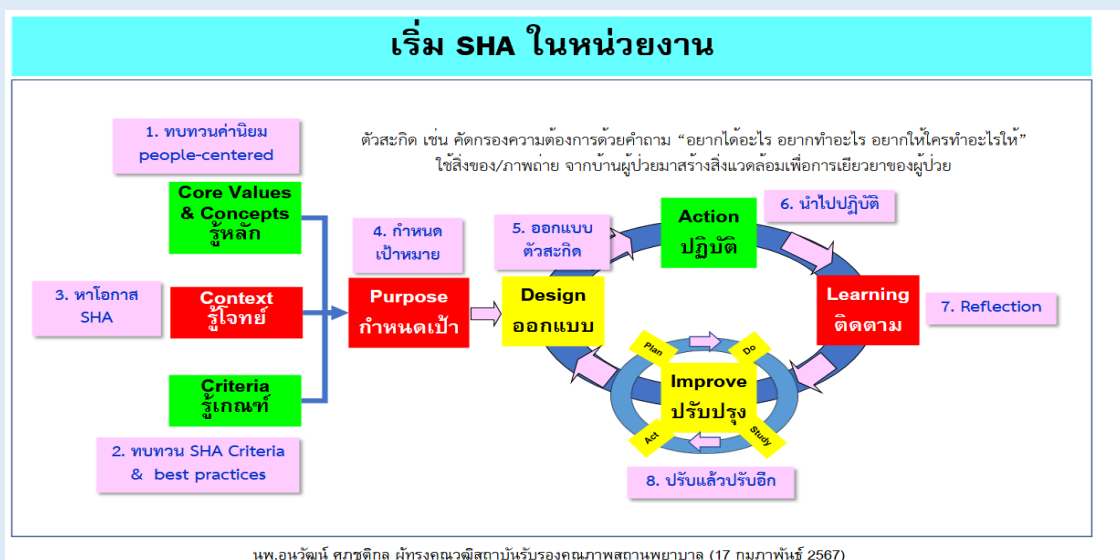 เริ่ม SHA ในหน่วยงาน
1. ทบทวนค่านิยม
people-centered
ตัวสะกิด เช่น คัดกรองความต้องการด้วยคำถาม “อยากได้อะไร อยากทำอะไร อยากให้ใครทำอะไรให้”
ใช้สิ่งของ/ภาพถ่าย จากบ้านผู้ป่วยมาสร้างสิ่งแวดล้อมเพื่อการเยียวยาของผู้ป่วย
Core Values
& Concepts
รู้หลัก
3. หาโอกาส
SHA
Context
รู้โจทย์
Criteria
รู้เกณฑ์
2. ทบทวน SHA Criteria
& best practices
4. กำหนด
เป้าหมาย
Purpose
กำหนดเป้า
5. ออกแบบ
ตัวสะกิด
Design
ออกแบบ
Action
ปฏิบัติ
6. นำไปปฏิบัติ
Learning
ติดตาม
7. Reflection
Plan
Do
Improve
ปรับปรุง
Act
Study
8. ปรับแล้วปรับอีก
นพ.อนุวัฒน์ ศุภชุติกุล ผู้ทรงคุณวุฒิสถาบันรับรองคุณภาพสถานพยาบาล (17 กุมภาพันธ์ 2567)